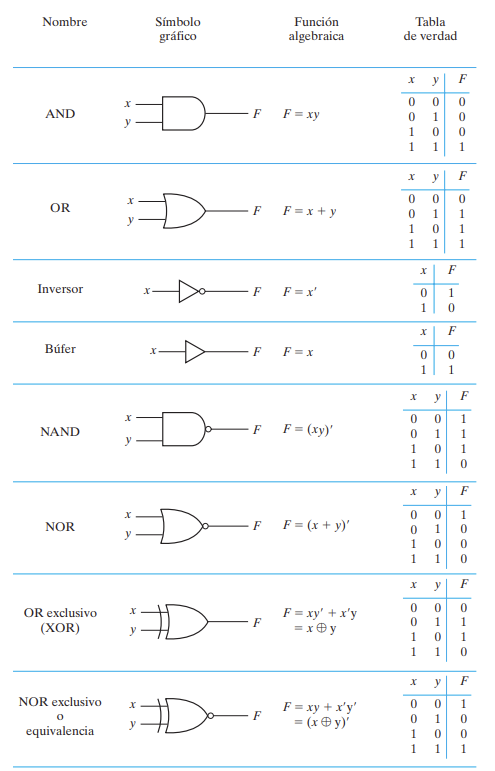 Nombre Símbolo gráfico Función algebraica Tabla de verdad
x y F
AND x y F F = xy
0 0 0
0 1 0
1 0 0
1 1 1
x y F
OR x y F F = x + y
0 0 0
0 1 1
1 0 1
1 1 1
x F
Inversor x F F = x′
0 1
1 0
x F
Búfer x F F = x
0 0
1 1
x y F
NAND x y F F = (xy)′
0 0 1
0 1 1
1 0 1
1 1 0
x y F
NOR x y F F = (x + y)′
0 0 1
0 1 0
1 0 0
1 1 0
x y F
OR exclusivo (XOR) x y F F = xy′ + x′y
= x ⊕ y
0 0 0
0 1 1
1 0 1
1 1 0
x y F
NOR exclusivo o equivalencia x y F F = xy + x′y′
= (x ⊕ y)′
0 0 1
0 1 0
1 0 0
1 1 1